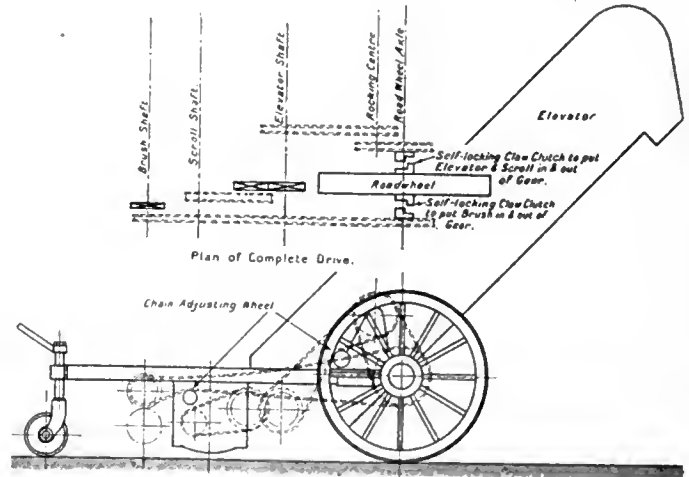 Brush Shaft
Scroll Shaft.
Elevator Shaft
Rocking Centre
Road Wheel Axle
Elevator
Self-locking Claw Clutch to put
Elevator & Scroll in & out
of Gear.
Roadwheel
Self-locking Claw Clutch
to put Brush in & out of
Gear.
Plan of Complete Drive.
Chain Adjusting Wheel